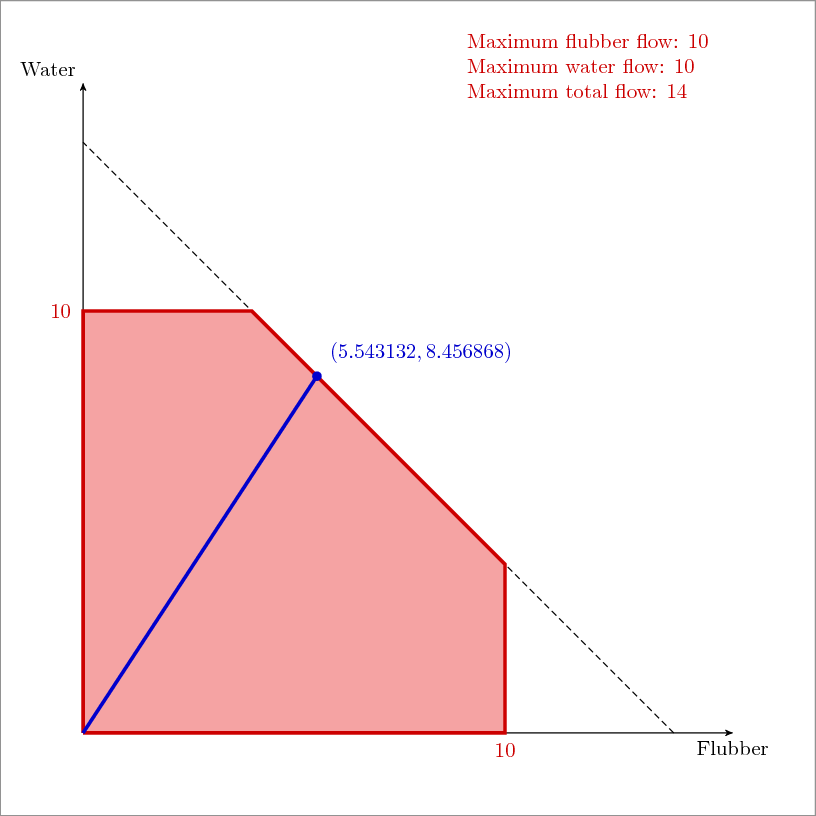 Maximum flubber flow: 10
Maximum water flow: 10
Maximum total flow: 14
Water
10
(5.543132, 8.456868)
10
Flubber